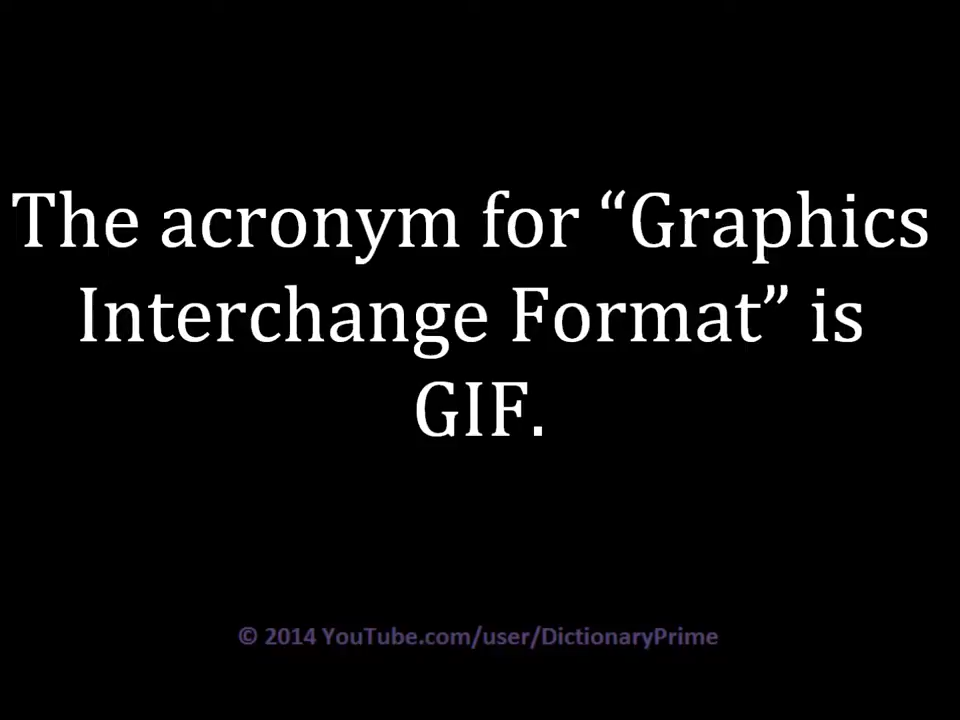 The acronym for “Graphics
Interchange Format” is
GIF.
© 2014 YouTube.com/user/DictionaryPrime